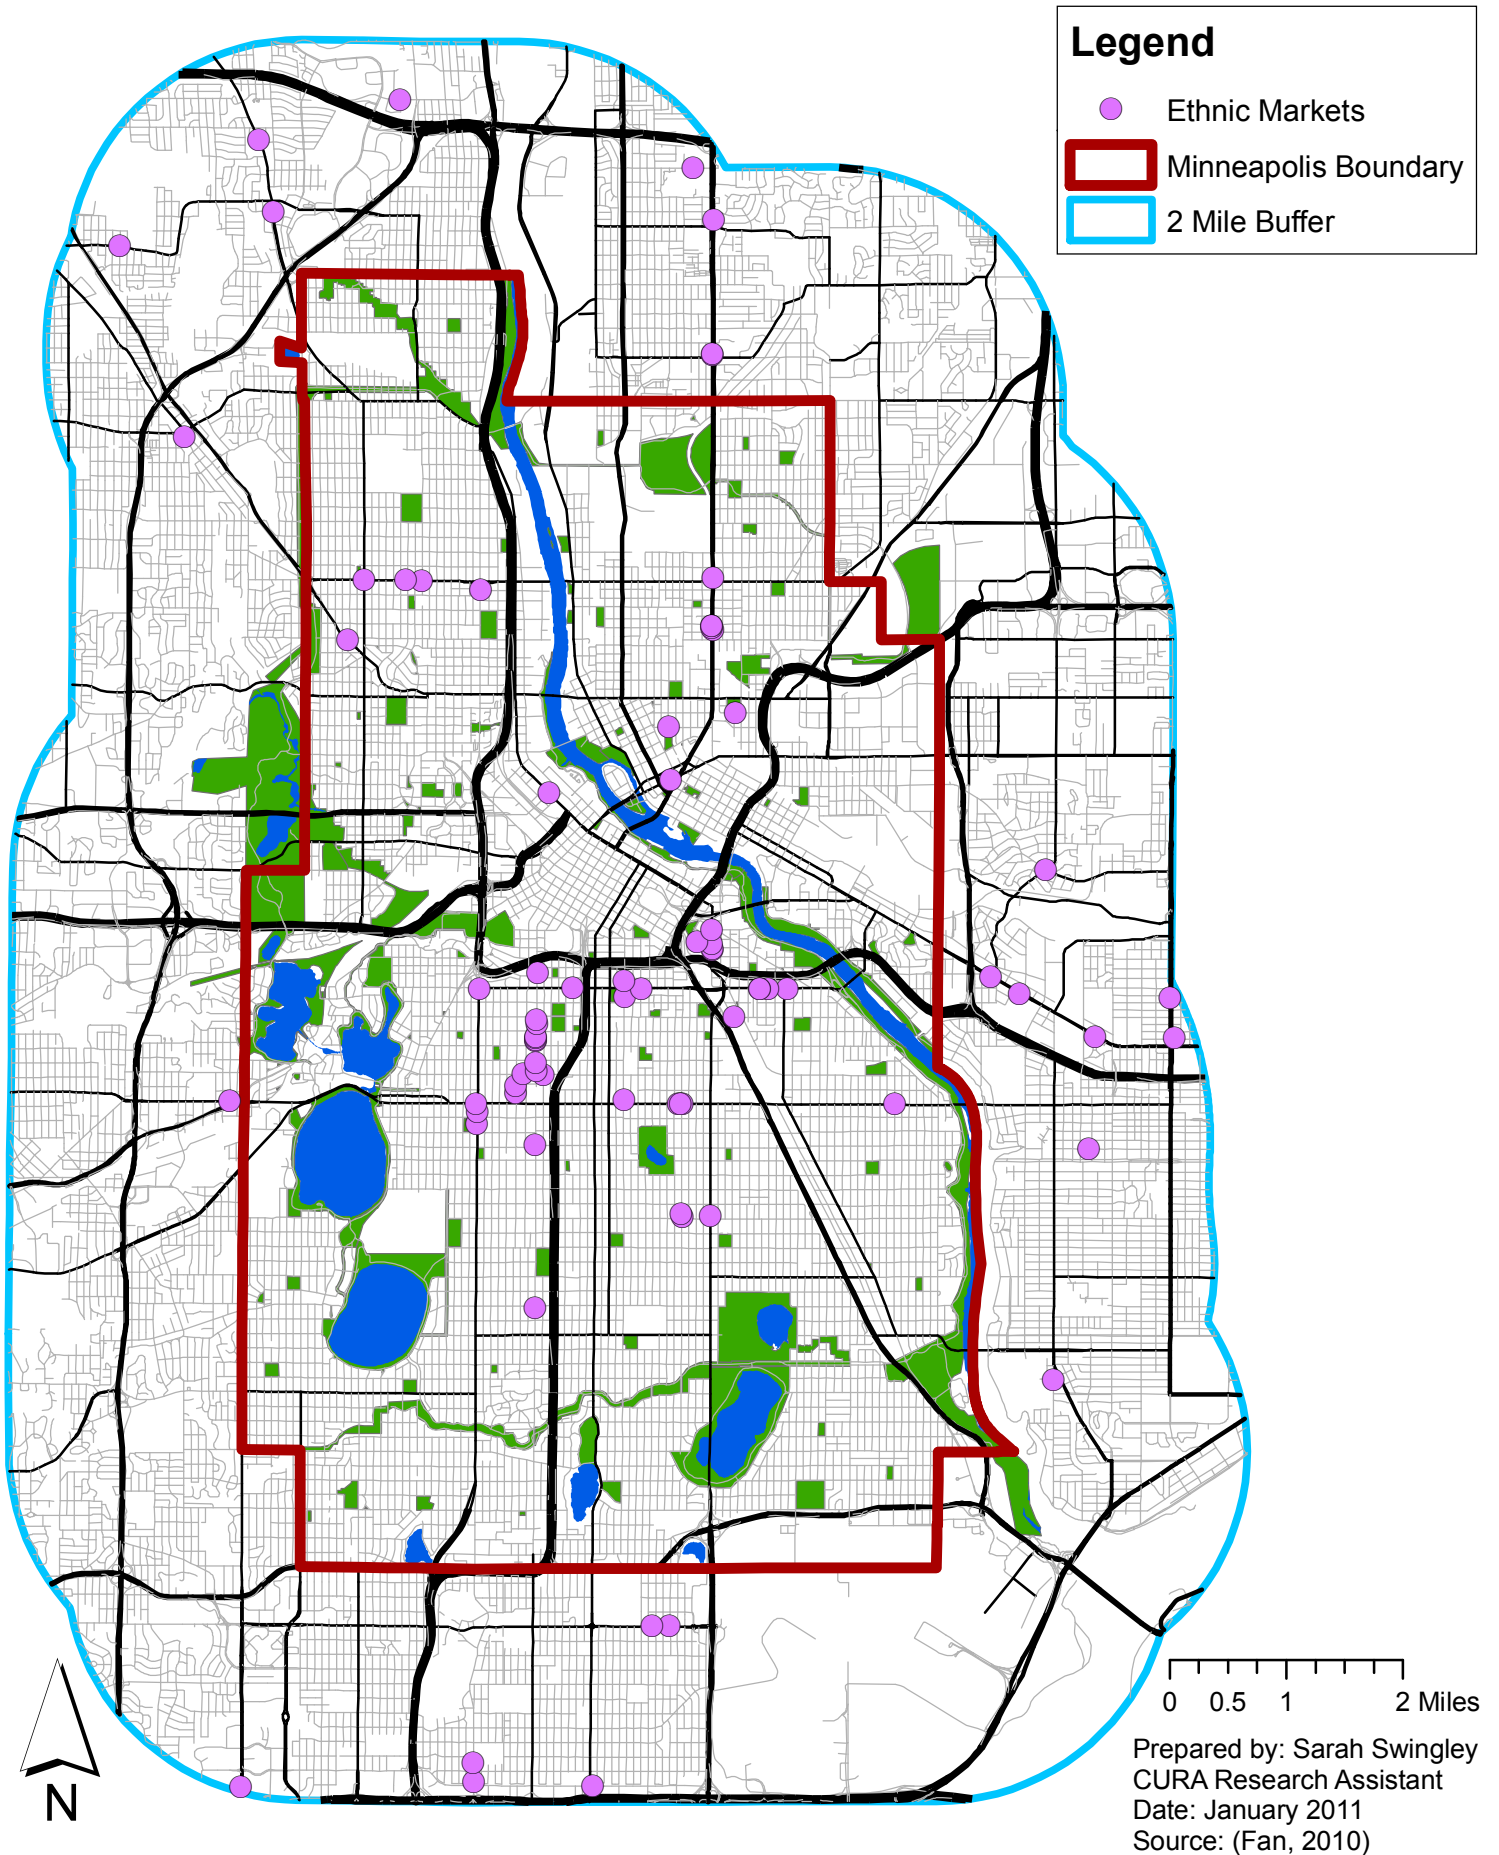 Legend
Ethnic Markets
Minneapolis Boundary
2 Mile Buffer
N
0 0.5 1 2 Miles
Prepared by: Sarah Swingley
CURA Research Assistant
Date: January 2011
Source: (Fan, 2010)